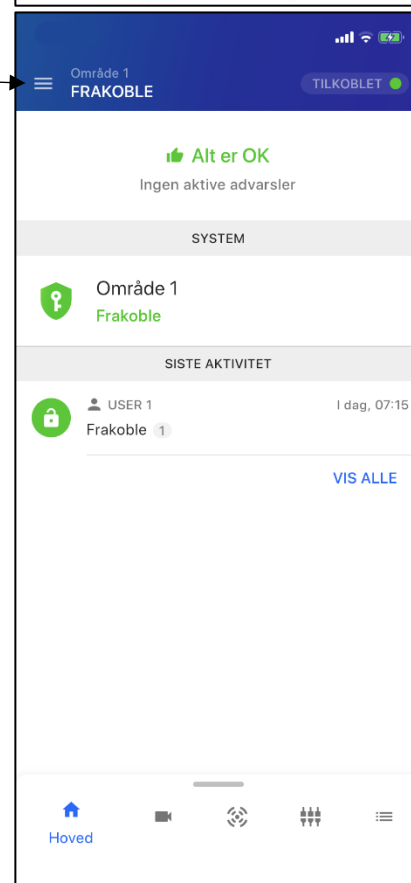 Område 1
FRAKOBLE
TILKOBLET
Alt er OK
Ingen aktive advarsler
SYSTEM
Område 1
Frakoble
SISTE AKTIVITET
USER 1
I dag, 07:15
Frakoble 1
VIS ALLE
Hoved